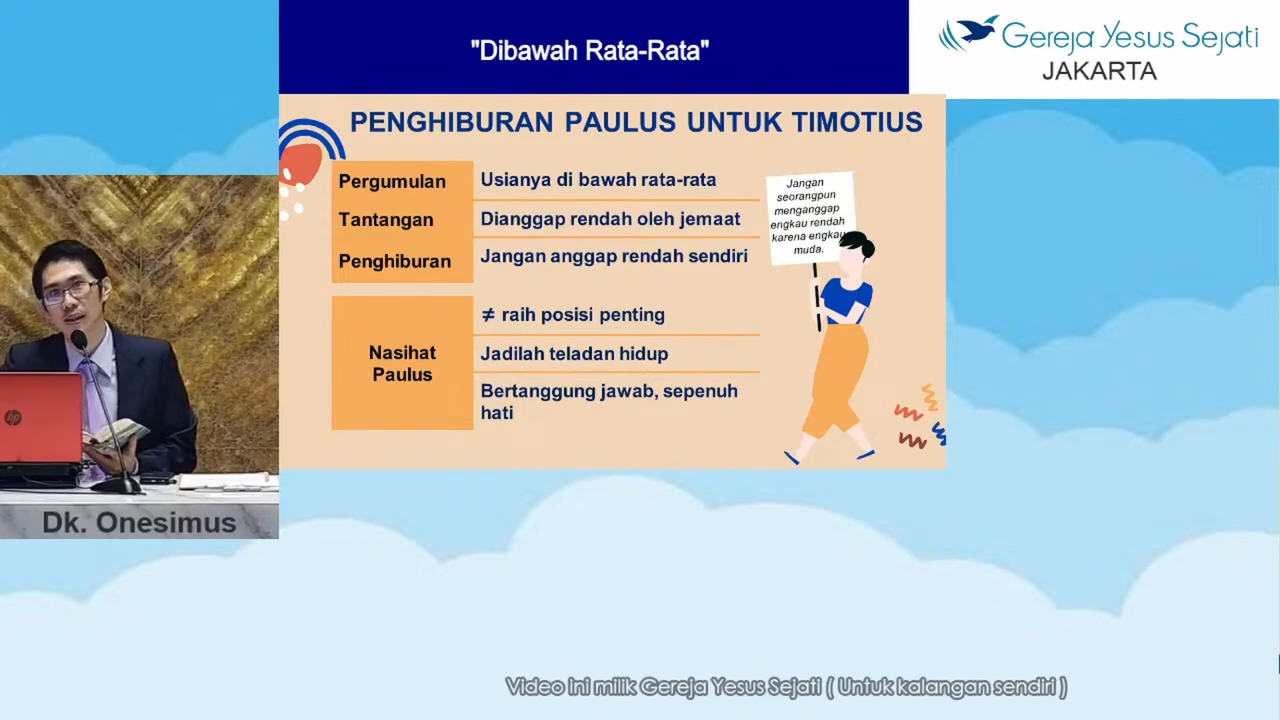 "Dibawah Rata-Rata"
Gereja Yesus Sejati
JAKARTA
PENGHIBURAN PAULUS UNTUK TIMOTIUS
Pergumulan
Usianya di bawah rata-rata
Tantangan
Dianggap rendah oleh jemaat
Penghiburan
Jangan anggap rendah sendiri
Nasihat
Paulus
≠ raih posisi penting
Jadilah teladan hidup
Bertanggung jawab, sepenuh
hati
Jangan
seorangpun
menganggap
engkau rendah
karena engkau
muda.
hp
Dk. Onesimus
Video ini milik Gereja Yesus Sejati ( Untuk kalangan sendiri )